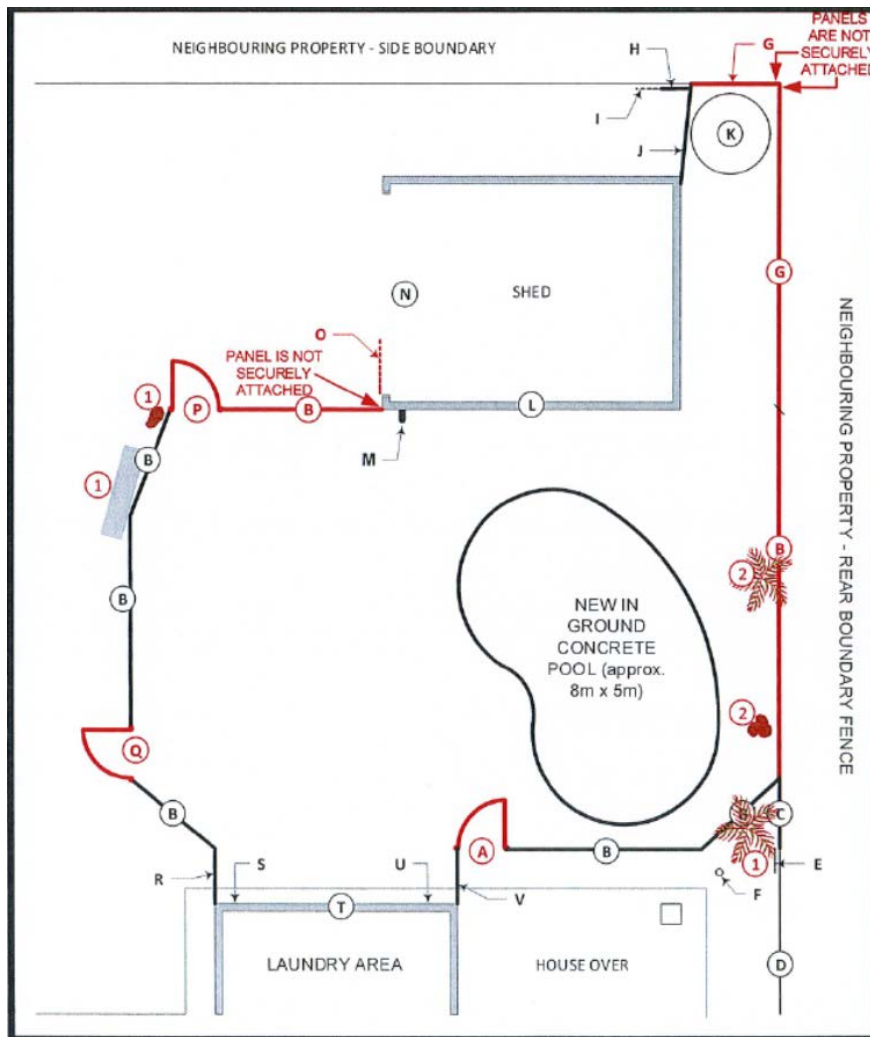 NEIGHBOURING PROPERTY - SIDE BOUNDARY
H
G
PANELS
ARE NOT
SECURELY
ATTACHED
I
K
J
N
SHED
G
O
PANEL IS NOT
SECURELY
ATTACHED
1
P
B
L
M
B
1
B
2
B
NEW IN
GROUND
CONCRETE
POOL (approx.
8m x 5m)
NEIGHBOURING PROPERTY - REAR BOUNDARY FENCE
2
Q
B
A
B
C
1
E
F
R
S
U
V
T
LAUNDRY AREA
HOUSE OVER
D